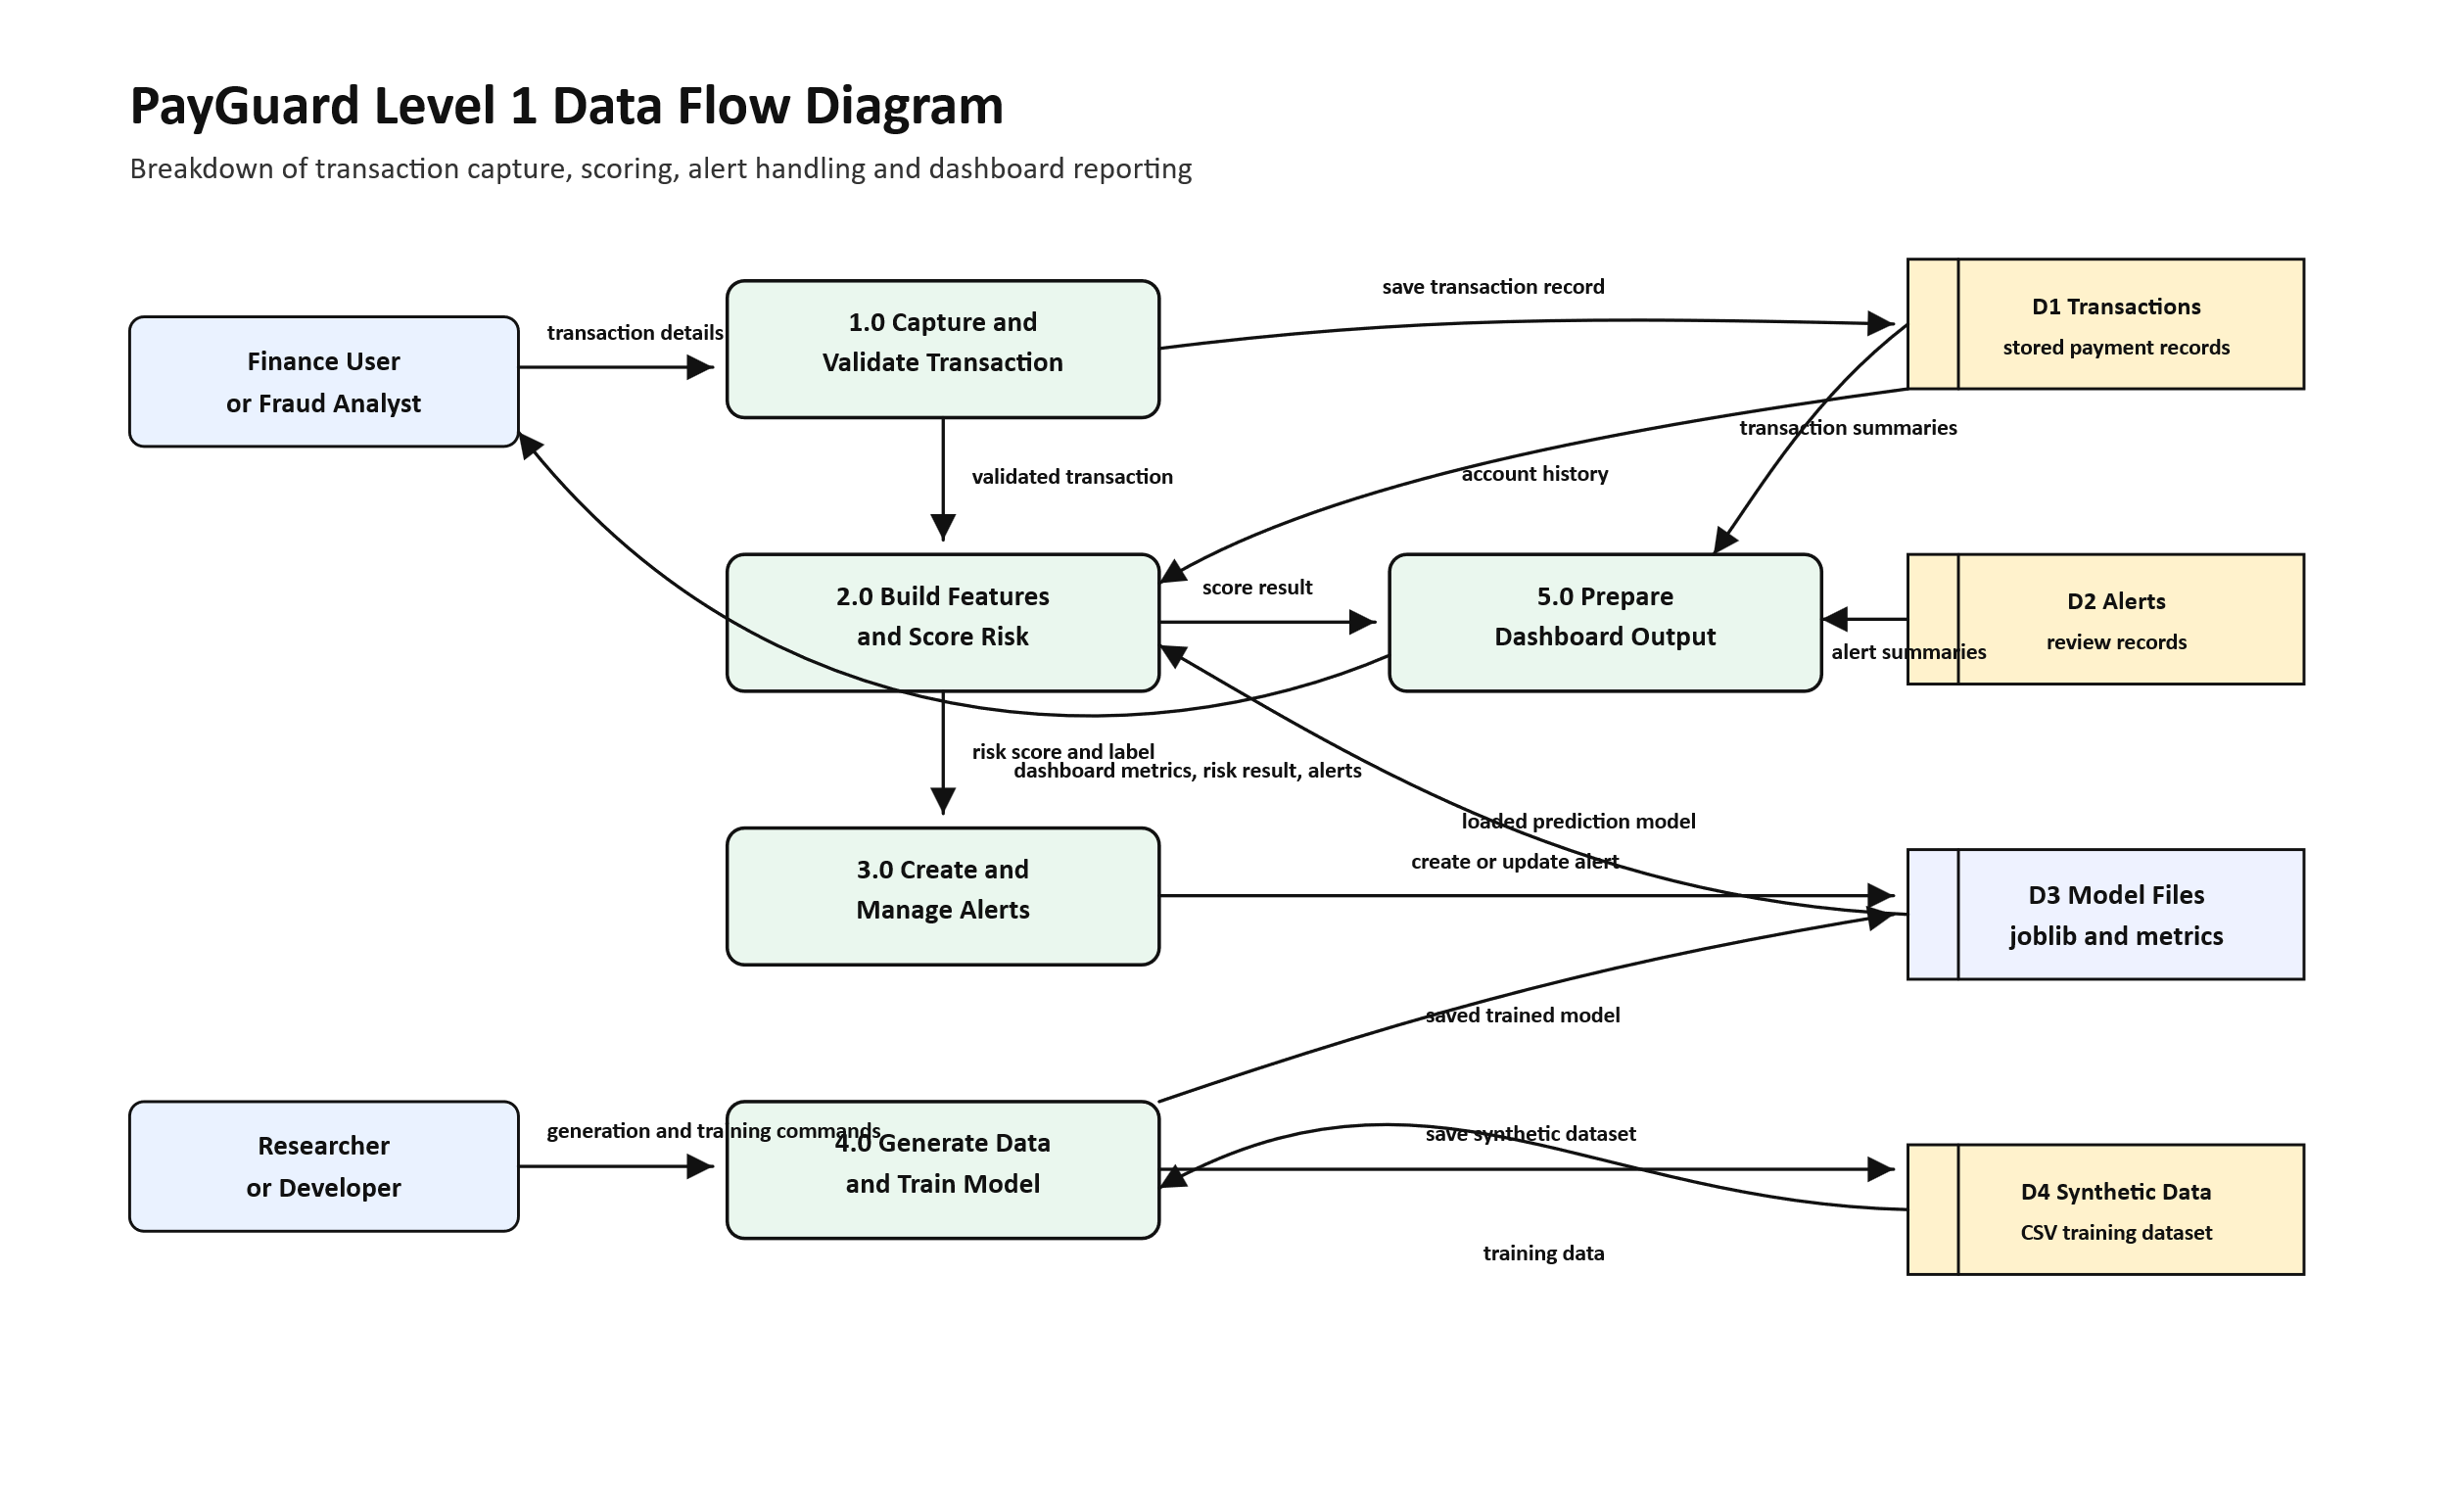 PayGuard Level 1 Data Flow Diagram
Breakdown of transaction capture, scoring, alert handling and dashboard reporting
Finance User
or Fraud Analyst
transaction details
1.0 Capture and
Validate Transaction
save transaction record
D1 Transactions
stored payment records
transaction summaries
account history
validated transaction
2.0 Build Features
and Score Risk
score result
5.0 Prepare
Dashboard Output
D2 Alerts
review records
alert summaries
risk score and label
dashboard metrics, risk result, alerts
loaded prediction model
create or update alert
3.0 Create and
Manage Alerts
D3 Model Files
joblib and metrics
saved trained model
Researcher
or Developer
generation and training commands
4.0 Generate Data
and Train Model
save synthetic dataset
D4 Synthetic Data
CSV training dataset
training data